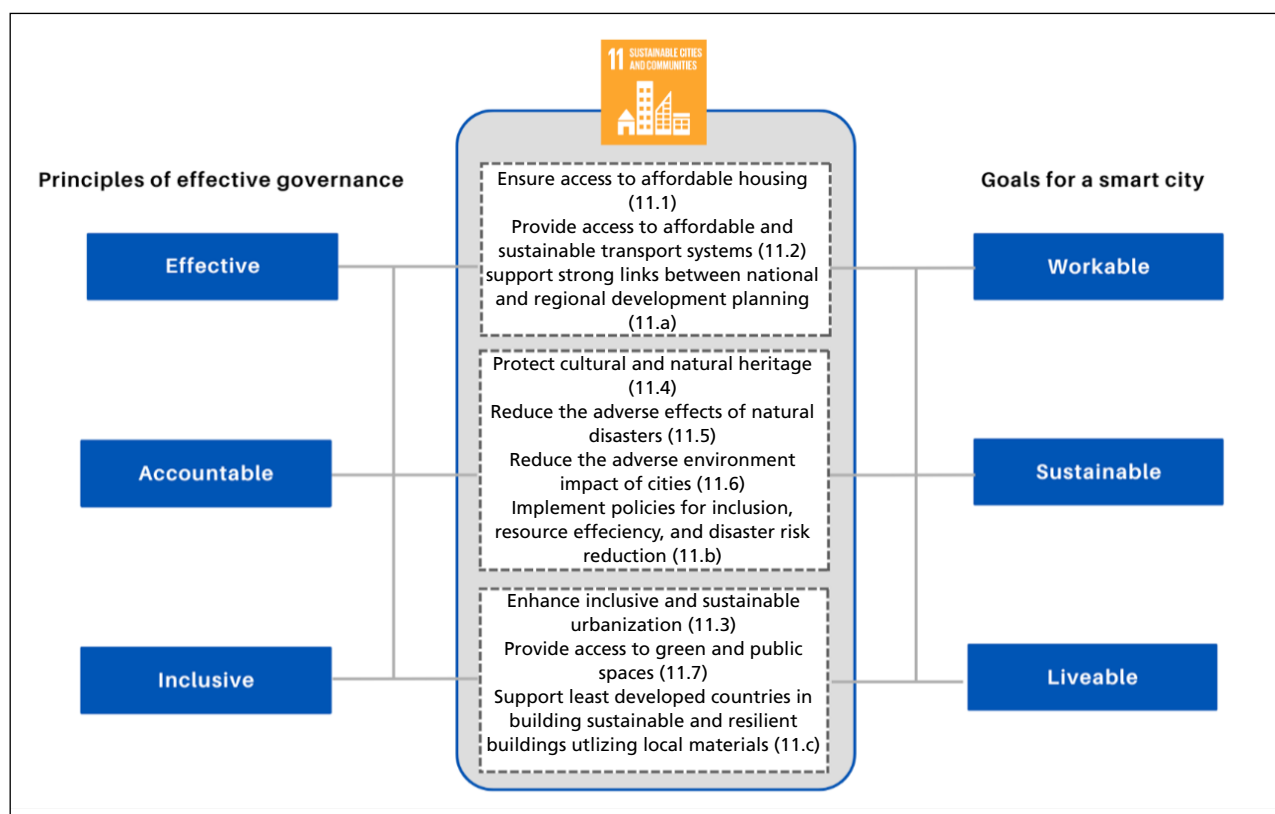 11 SUSTAINABLE CITIES
AND COMMUNITIES
Principles of effective governance
Effective
Accountable
Inclusive
Ensure access to affordable housing
(11.1)
Provide access to affordable and
sustainable transport systems (11.2)
support strong links between national
and regional development planning
(11.a)
Protect cultural and natural heritage
(11.4)
Reduce the adverse effects of natural
disasters (11.5)
Reduce the adverse environment
impact of cities (11.6)
Implement policies for inclusion,
resource effeciency, and disaster risk
reduction (11.b)
Enhance inclusive and sustainable
urbanization (11.3)
Provide access to green and public
spaces (11.7)
Support least developed countries in
building sustainable and resilient
buildings utlizing local materials (11.c)
Goals for a smart city
Workable
Sustainable
Liveable